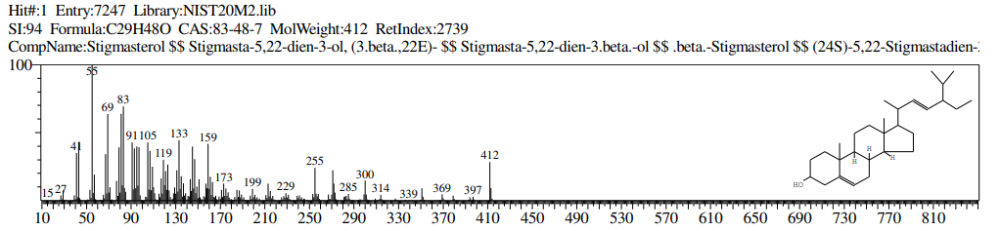 Hit#:1 Entry:7247 Library:NIST20M2.lib
SI:94 Formula:C29H48O CAS:83-48-7 MolWeight:412 RetIndex:2739
CompName:Stigmasterol $$ Stigmasta-5,22-dien-3-ol, (3.beta.,22E)- $$ Stigmasta-5,22-dien-3.beta.-ol $$ .beta.-Stigmasterol $$ (24S)-5,22-Stigmastadien-
100
55
83
69
133
91 105 159
41
119
255
412
300
173
15 27 199 229 285 314 339 369 397
H
H
H
HO
10 50 90 130 170 210 250 290 330 370 410 450 490 530 570 610 650 690 730 770 810